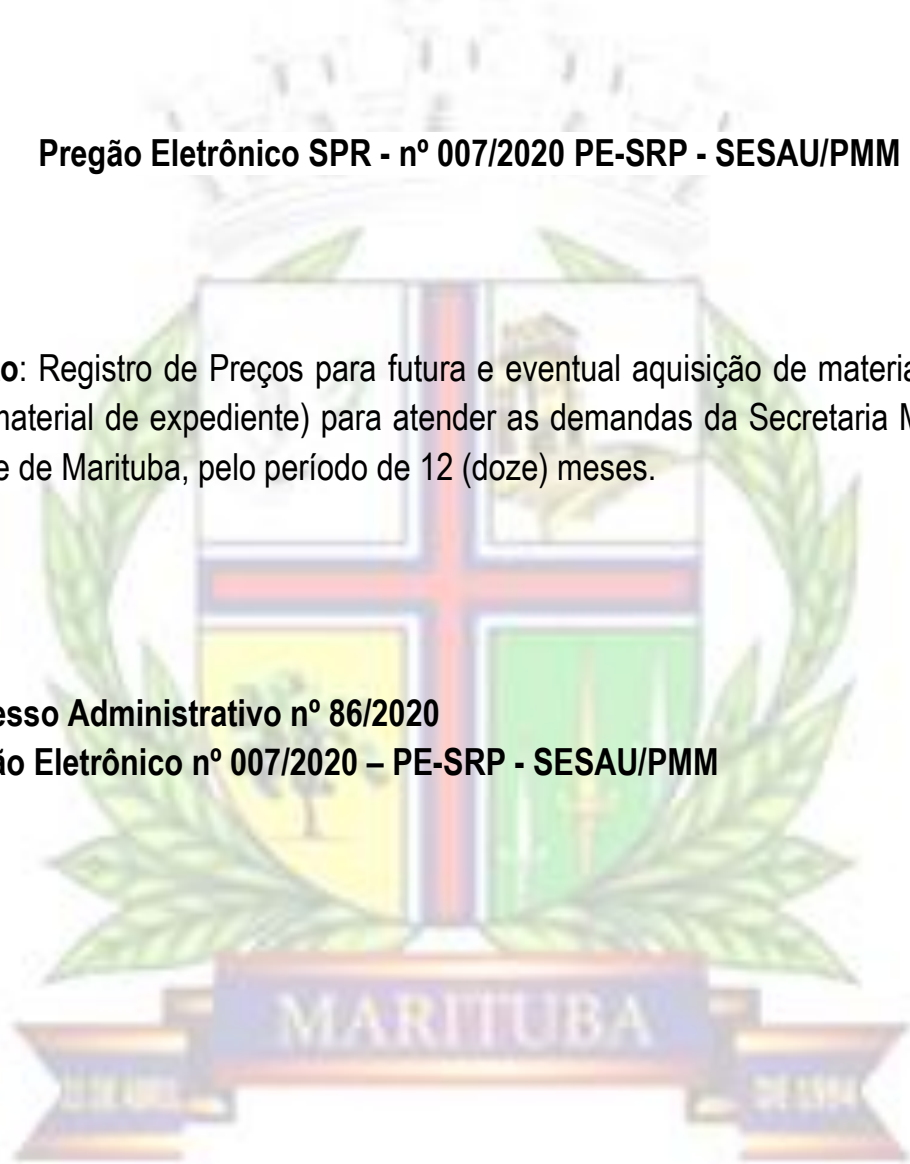 Pregão Eletrônico SPR - nº 007/2020 PE-SRP - SESAU/PMM
o: Registro de Preços para futura e eventual aquisição de materia
material de expediente) para atender as demandas da Secretaria M
e de Marituba, pelo período de 12 (doze) meses.
esso Administrativo nº 86/2020
ão Eletrônico nº 007/2020 – PE-SRP - SESAU/PMM
MARITUBA
DE 1994